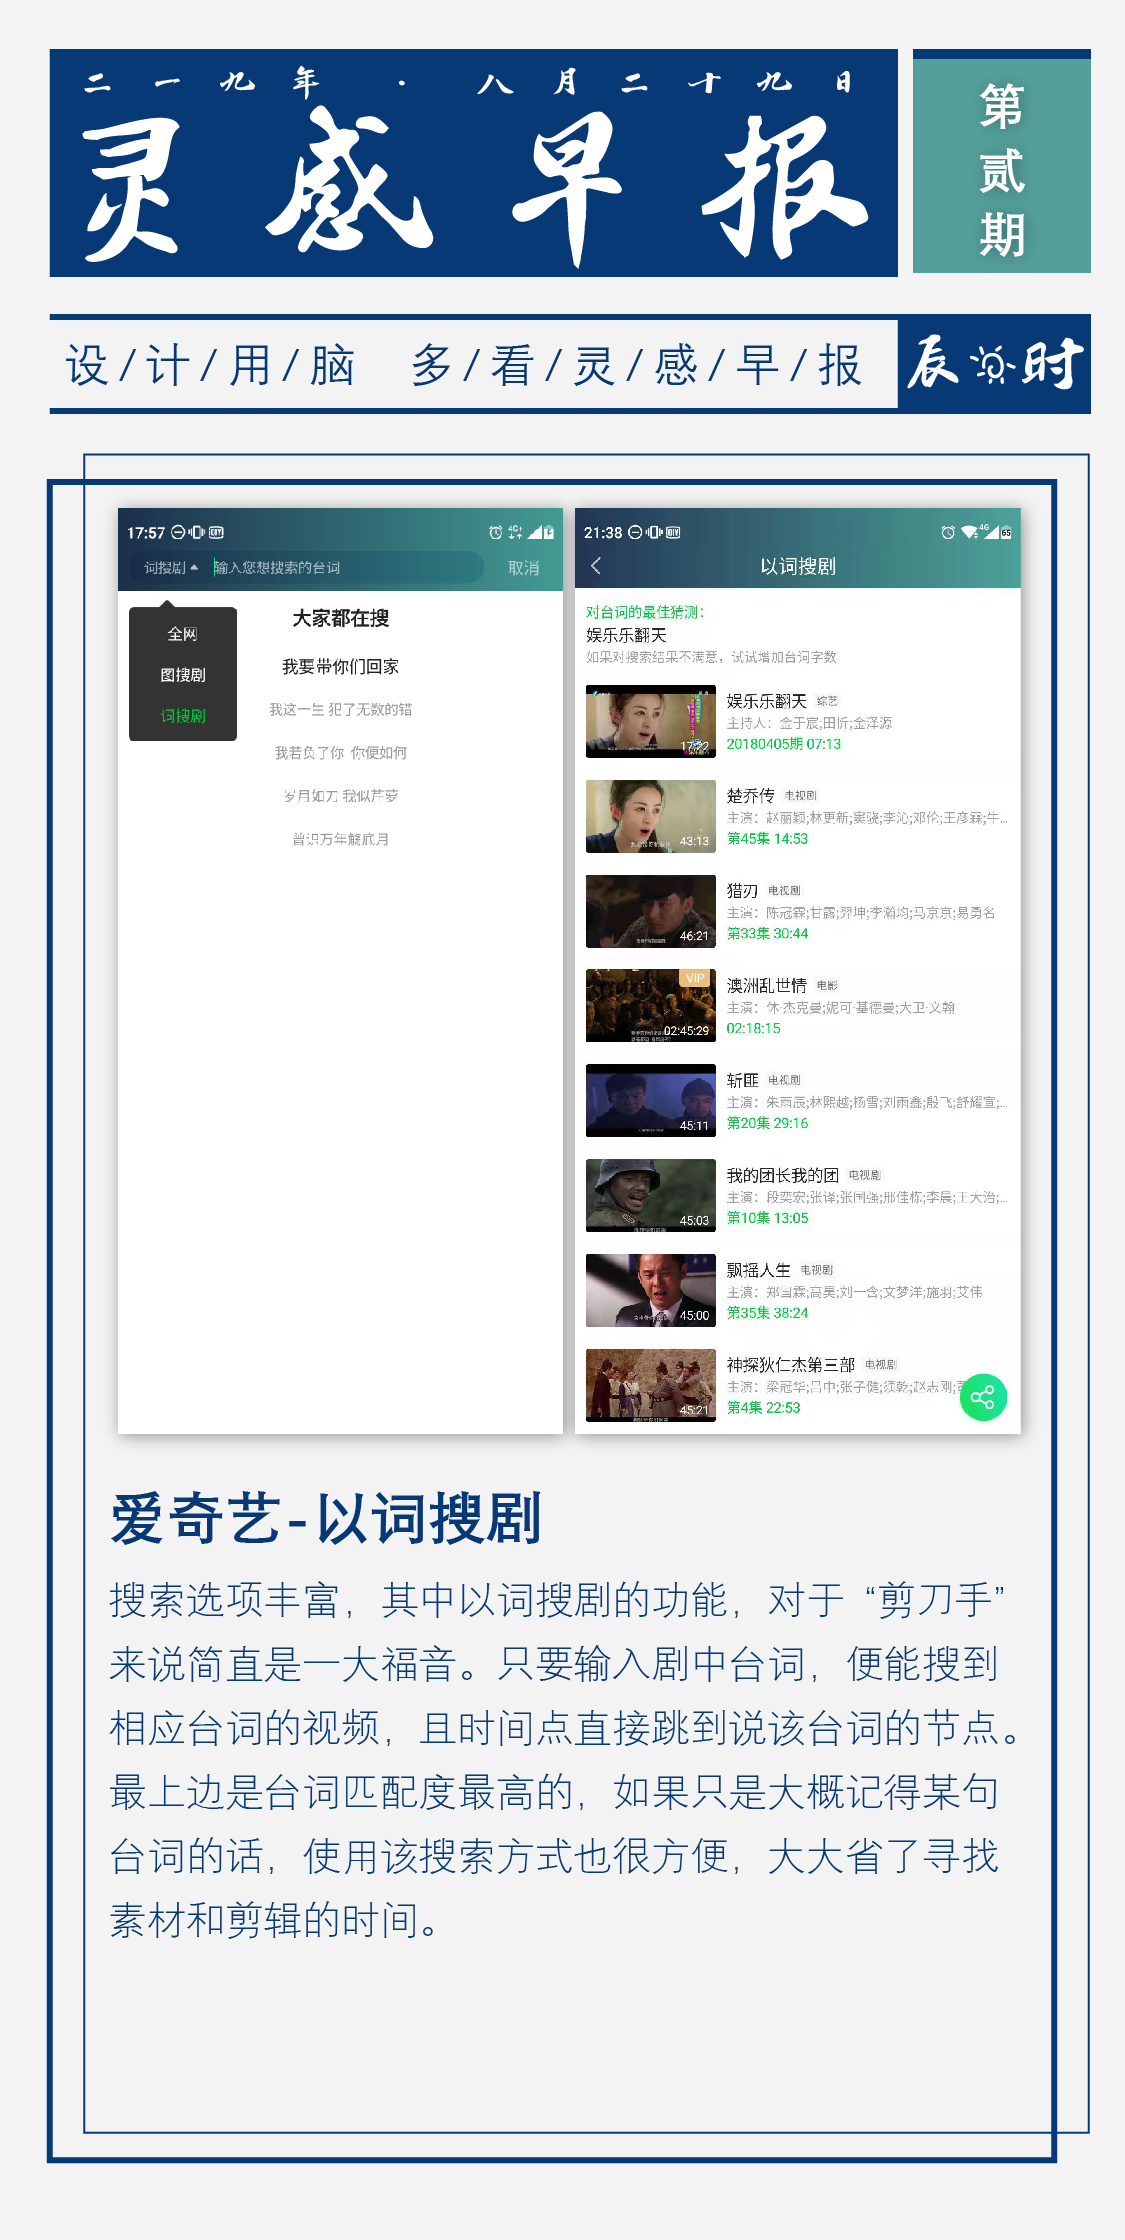 二一九年·八月二十九日
灵感早报
第贰期
设/计/用/脑 多/看/灵/感/早/报
辰时
17:57
4G+
词搜剧 输入您想搜索的台词 取消
全网
图搜剧
词搜剧
大家都在搜
我要带你们回家
我这一生 犯了无数的错
我若负了你 你便如何
岁月如刀 我似芹萝
曾识万年觞底月
21:38
4G
65
以词搜剧
对台词的最佳猜测：
娱乐乐翻天
如果对搜索结果不满意，试试增加台词字数
17:22
娱乐乐翻天 综艺
主持人：金于宸;田忻;金泽源
20180405期 07:13
43:13
楚乔传 电视剧
主演：赵丽颖;林更新;窦骁;李沁;邓伦;王彦霖;牛...
第45集 14:53
46:21
猎刃 电视剧
主演：陈冠霖;甘露;羿坤;李瀚均;马京京;易勇名
第33集 30:44
VIP
02:45:29
澳洲乱世情 电影
主演：休·杰克曼;妮可·基德曼;大卫·文翰
02:18:15
45:11
斩匪 电视剧
主演：朱雨辰;林熙越;杨雪;刘雨鑫;殷飞;舒耀宣;...
第20集 29:16
45:03
我的团长我的团 电视剧
主演：段奕宏;张译;张国强;邢佳栋;李晨;王大治;...
第10集 13:05
45:00
飘摇人生 电视剧
主演：郑国霖;高昊;刘一含;文梦洋;施羽;艾伟
第35集 38:24
45:21
神探狄仁杰第三部 电视剧
主演：梁冠华;吕中;张子健;须乾;赵志刚;
第4集 22:53
爱奇艺-以词搜剧
搜索选项丰富，其中以词搜剧的功能，对于“剪刀手”
来说简直是一大福音。只要输入剧中台词，便能搜到
相应台词的视频，且时间点直接跳到说该台词的节点。
最上边是台词匹配度最高的，如果只是大概记得某句
台词的话，使用该搜索方式也很方便，大大省了寻找
素材和剪辑的时间。